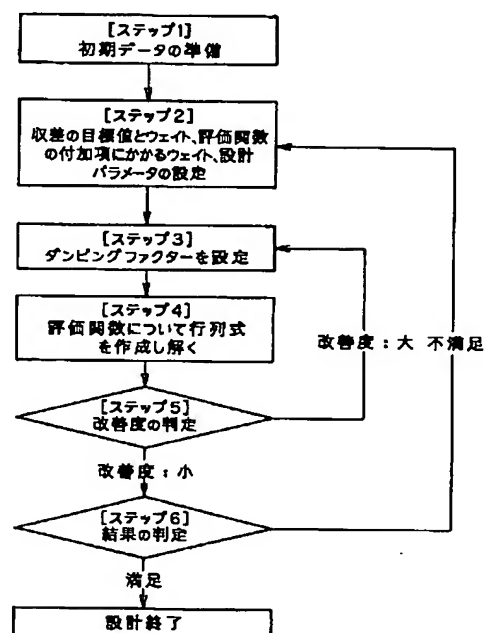 [ステップ1]
初期データの準備
[ステップ2]
収差の目標値とウェイト、評価関数
の付加項にかかるウェイト、設計
パラメータの設定
[ステップ3]
ダンピングファクターを設定
[ステップ4]
評価関数について行列式
を作成し解く
改善度：大 不満足
[ステップ5]
改善度の判定
改善度：小
[ステップ6]
結果の判定
満足
設計終了